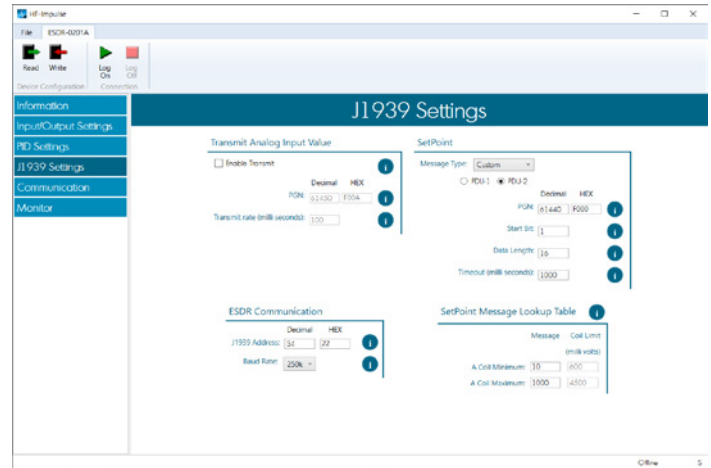 HF-Impulse
File ESDR-0201A
Read Write Log On Log Off
Device Configuration Connection
Information
Input/Output Settings
PID Settings
J1939 Settings
Communication
Monitor
J1939 Settings
Transmit Analog Input Value
Enable Transmit
Decimal HEX
PGN: 61450 F00A
Transmit rate (milli seconds): 100
SetPoint
Message Type: Custom
PDU-1 PDU-2
Decimal HEX
PGN: 61440 F000
Start Bit: 1
Data Length: 16
Timeout (milli seconds): 1000
ESDR Communication
Decimal HEX
J1939 Address: 34 22
Baud Rate: 250k
SetPoint Message Lookup Table
Message Coil Limit
(milli volts)
A Coil Minimum: 10 600
A Coil Maximum: 1000 4500
Offline S